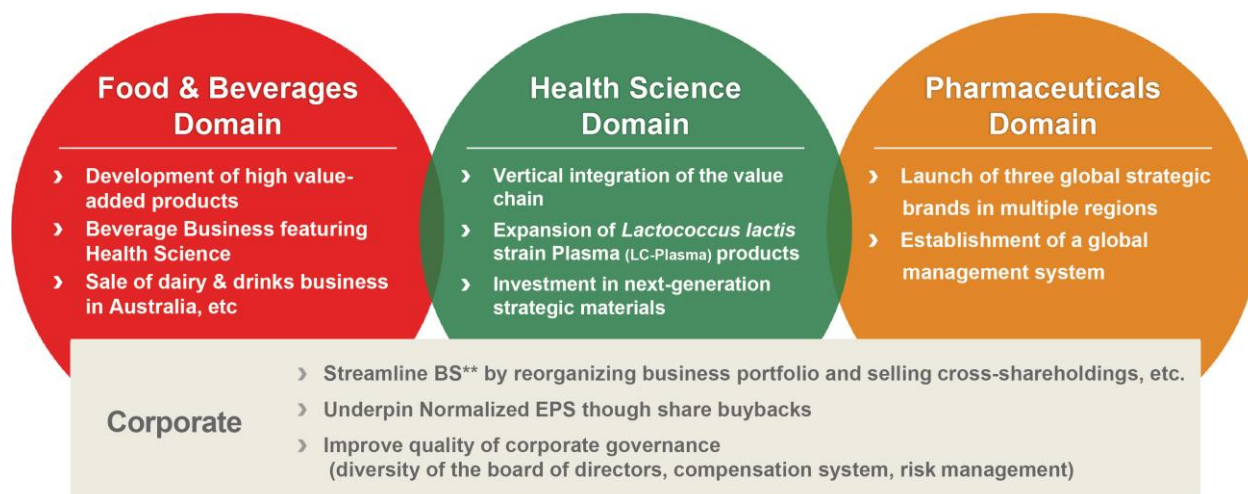 Food & Beverages
Domain
› Development of high value-
added products
› Beverage Business featuring
Health Science
› Sale of dairy & drinks business
in Australia, etc
Health Science
Domain
› Vertical integration of the value
chain
› Expansion of Lactococcus lactis
strain Plasma (LC-Plasma) products
› Investment in next-generation
strategic materials
Pharmaceuticals
Domain
› Launch of three global strategic
brands in multiple regions
› Establishment of a global
management system
Corporate
› Streamline BS** by reorganizing business portfolio and selling cross-shareholdings, etc.
› Underpin Normalized EPS though share buybacks
› Improve quality of corporate governance
(diversity of the board of directors, compensation system, risk management)